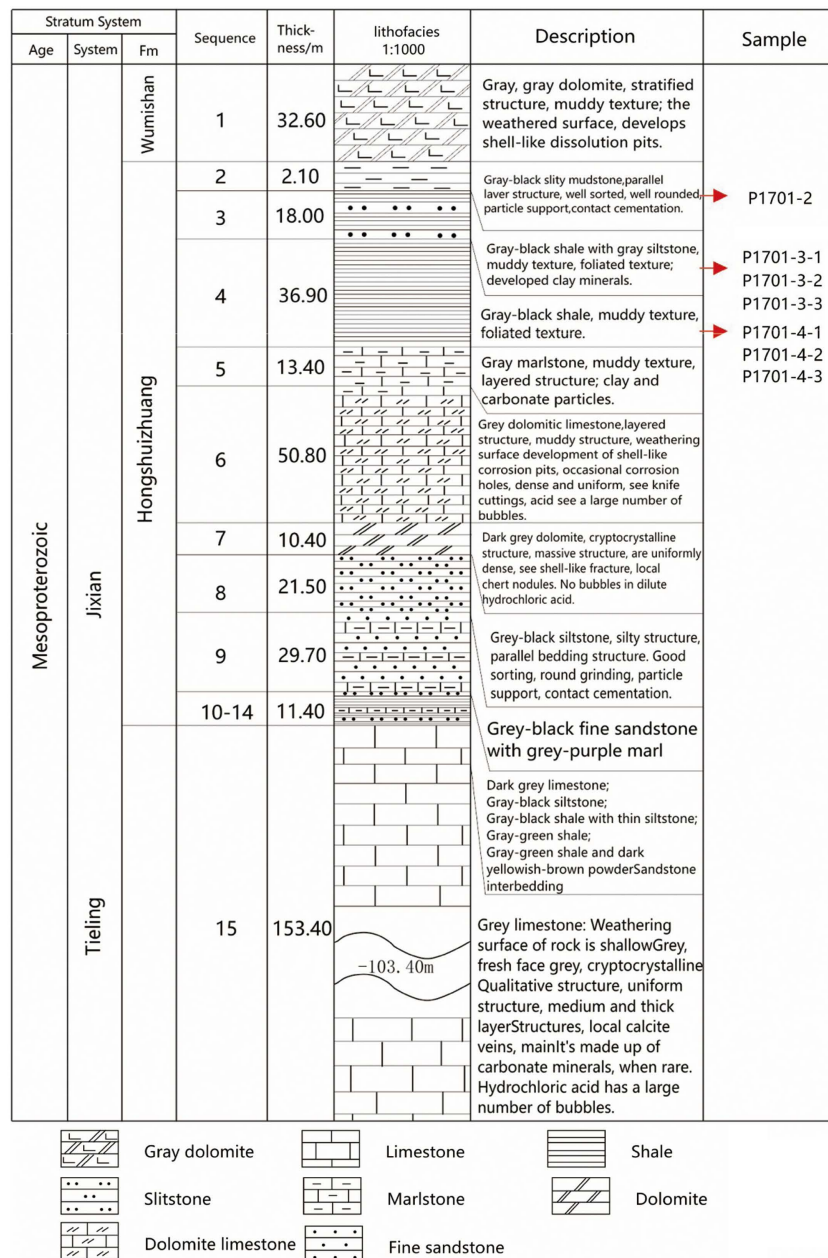 Stratum System
Age
System
Fm
Sequence
Thick-
ness/m
lithofacies
1:1000
Description
Sample
Mesoproterozoic
Jixian
Tieling
Wumishan
Hongshuizhuang
1
32.60
Gray, gray dolomite, stratified
structure, muddy texture; the
weathered surface, develops
shell-like dissolution pits.
2
2.10
Gray-black slity mudstone,parallel
laver structure, well sorted, well rounded,
particle support,contact cementation.
P1701-2
3
18.00
Gray-black shale with gray siltstone,
muddy texture, foliated texture;
developed clay minerals.
P1701-3-1
P1701-3-2
P1701-3-3
4
36.90
Gray-black shale, muddy texture,
foliated texture.
P1701-4-1
P1701-4-2
P1701-4-3
5
13.40
Gray marlstone, muddy texture,
layered structure; clay and
carbonate particles.
6
50.80
Grey dolomitic limestone,layered
structure, muddy structure, weathering
surface development of shell-like
corrosion pits, occasional corrosion
holes, dense and uniform, see knife
cuttings, acid see a large number of
bubbles.
7
10.40
Dark grey dolomite, cryptocrystalline
structure, massive structure, are uniformly
dense, see shell-like fracture, local
chert nodules. No bubbles in dilute
hydrochloric acid.
8
21.50
Grey-black siltstone, silty structure,
parallel bedding structure. Good
sorting, round grinding, particle
support, contact cementation.
9
29.70
Grey-black fine sandstone
with grey-purple marl
10-14
11.40
Dark grey limestone;
Gray-black siltstone;
Gray-black shale with thin siltstone;
Gray-green shale;
Gray-green shale and dark
yellowish-brown powderSandstone
interbedding
15
153.40
-103.40m
Grey limestone: Weathering
surface of rock is shallowGrey,
fresh face grey, cryptocrystalline
Qualitative structure, uniform
structure, medium and thick
layerStructures, local calcite
veins, mainIt's made up of
carbonate minerals, when rare.
Hydrochloric acid has a large
number of bubbles.
Gray dolomite
Limestone
Shale
Slitstone
Marlstone
Dolomite
Dolomite limestone
Fine sandstone